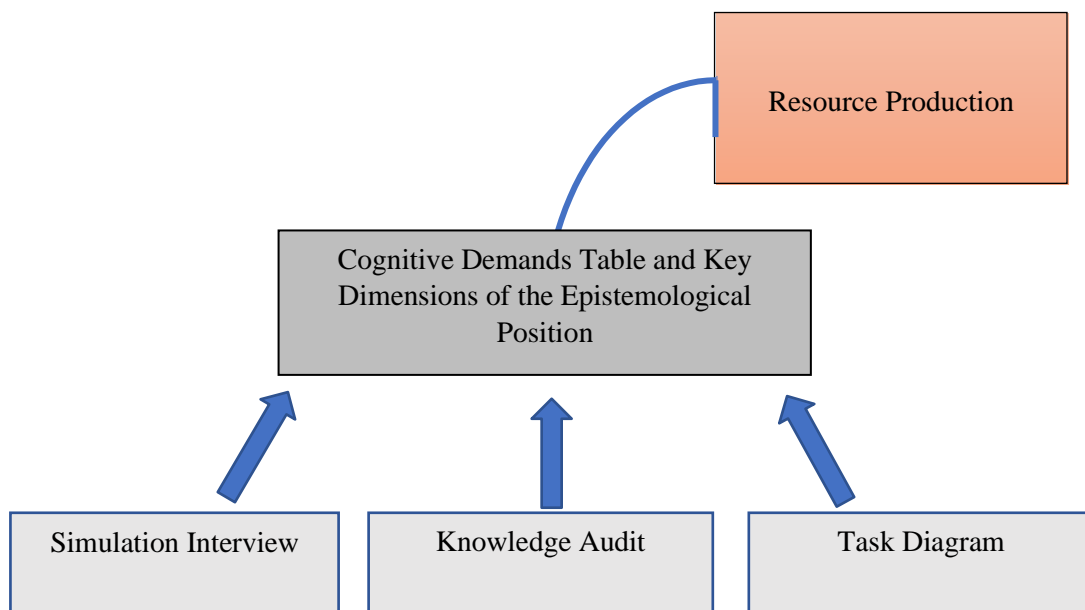 Resource Production
Cognitive Demands Table and Key
Dimensions of the Epistemological
Position
Simulation Interview
Knowledge Audit
Task Diagram